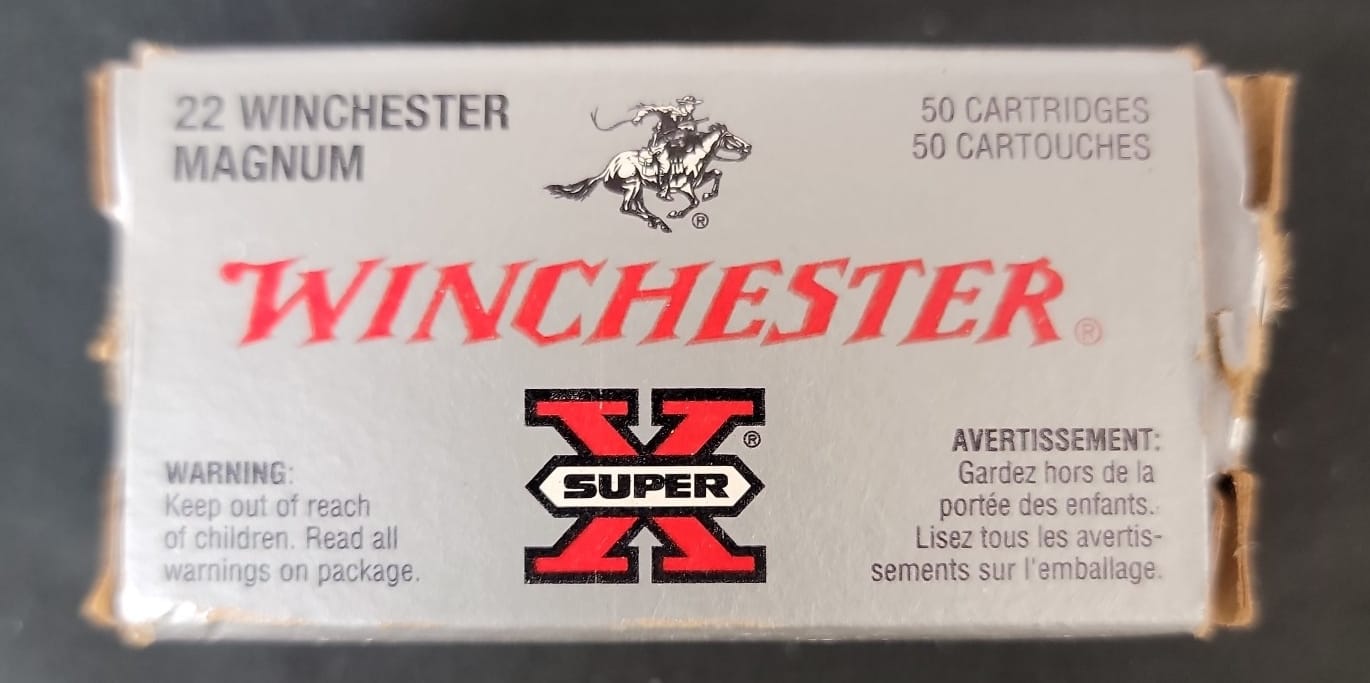 22 WINCHESTER
MAGNUM
50 CARTRIDGES
50 CARTOUCHES
®
WINCHESTER®
X®
SUPER
WARNING:
Keep out of reach
of children. Read all
warnings on package.
AVERTISSEMENT:
Gardez hors de la
portée des enfants.
Lisez tous les avertis-
sements sur l'emballage.